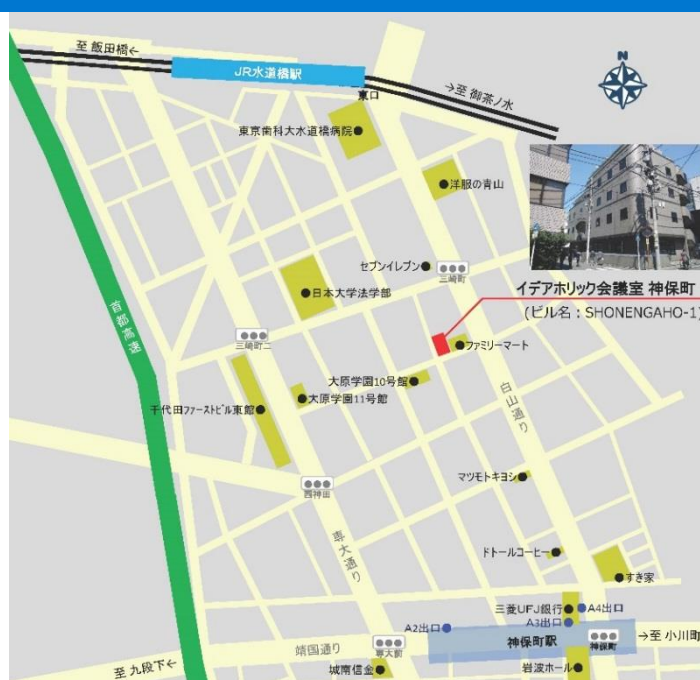 至 飯田橋←
JR水道橋駅
N
→至 御茶ノ水
東口
東京歯科大水道橋病院
洋服の青山
セブンイレブン
三崎町
イデアホリック会議室 神保町
(ビル名：SHONENGAHO-1)
日本大学法学部
首都高速
三崎町二
ファミリーマート
大原学園10号館
大原学園11号館
千代田ファーストビル東館
白山通り
マツモトキヨシ
西神田
専大通り
ドトールコーヒー
すき家
三菱UFJ銀行
A4出口
A3出口
A2出口
神保町駅
神保町
→至 小川町
靖国通り
専大前
至 九段下←
城南信金
岩波ホール